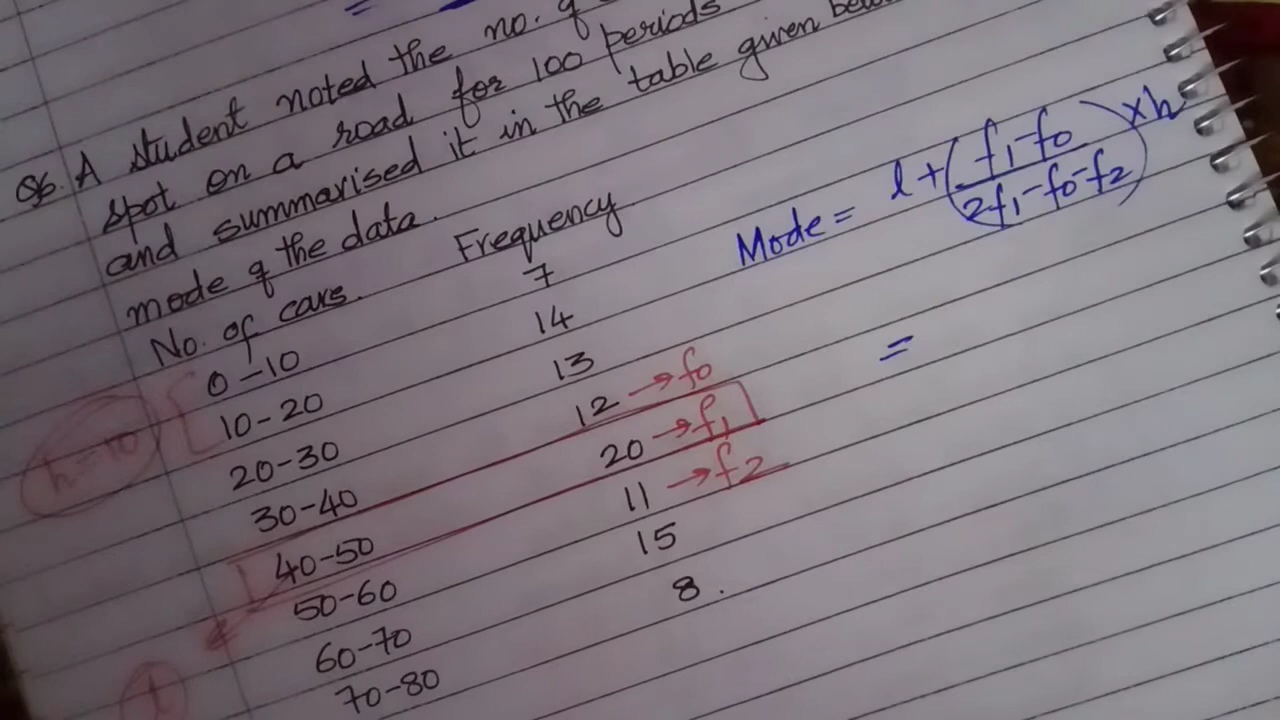 Q6. A student noted the no. of
spot on a road for 100 periods
and summarised it in the table given
mode of the data.
No. of cars. Frequency
0-10 7
10-20 14
20-30 13
30-40 12 → f0
40-50 20 → f1
50-60 11 → f2
60-70 15
70-80 8.
h=10
l
Mode = l + (f1-f0 / 2f1-f0-f2) × h
=